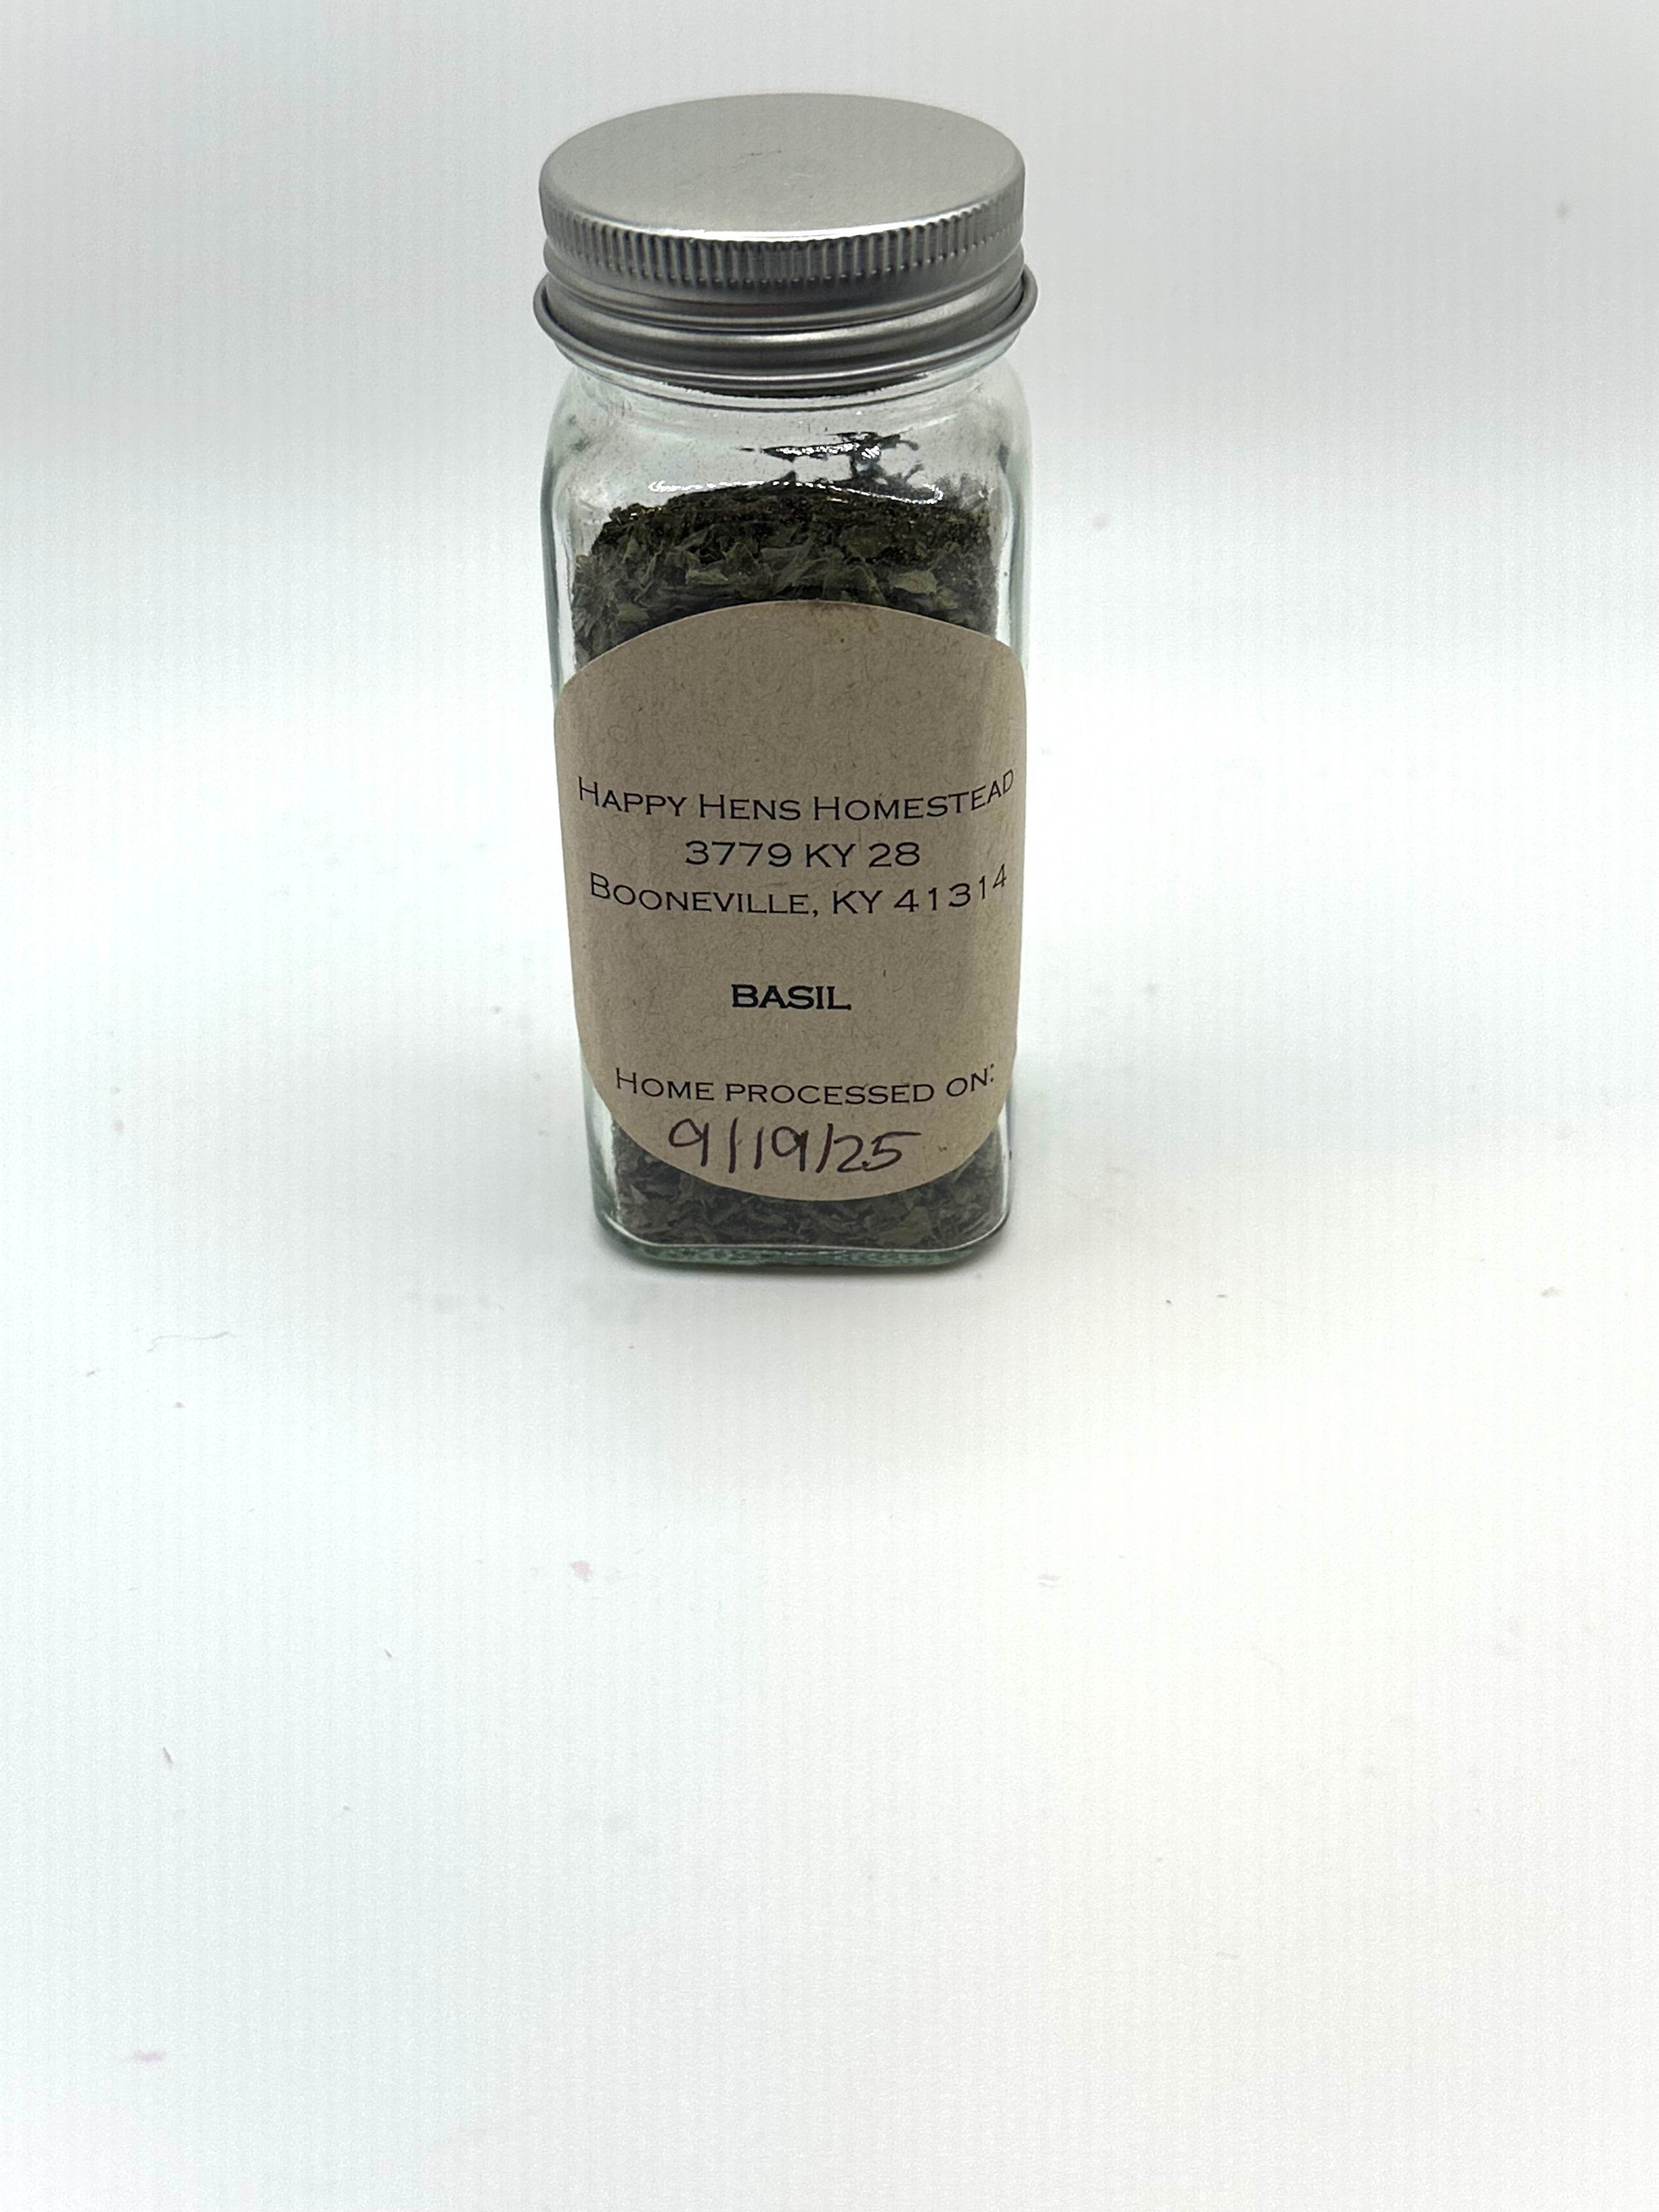 Happy Hens Homestead
3779 KY 28
Booneville, KY 41314
BASIL
Home processed on:
9/19/25